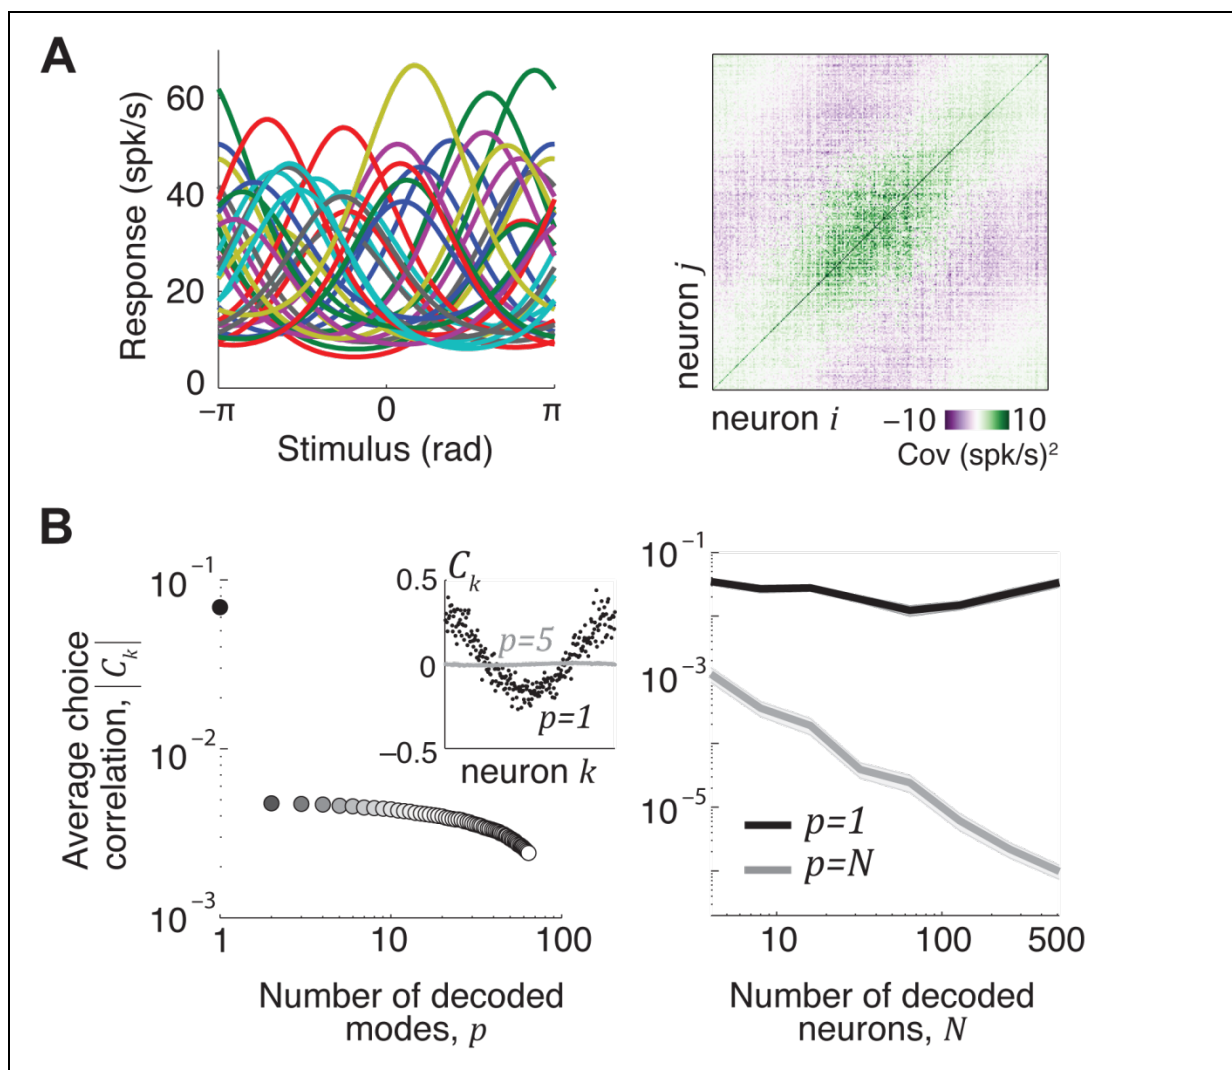 A
Response (spk/s)
60
40
20
0
−π
0
π
Stimulus (rad)
neuron j
neuron i
−10
10
Cov (spk/s)²
B
Average choice
correlation, |C_k|
10⁻¹
10⁻²
10⁻³
1
10
100
Number of decoded
modes, p
C_k
0.5
0
−0.5
p=5
p=1
neuron k
10⁻¹
10⁻³
10⁻⁵
p=1
p=N
10
100
500
Number of decoded
neurons, N